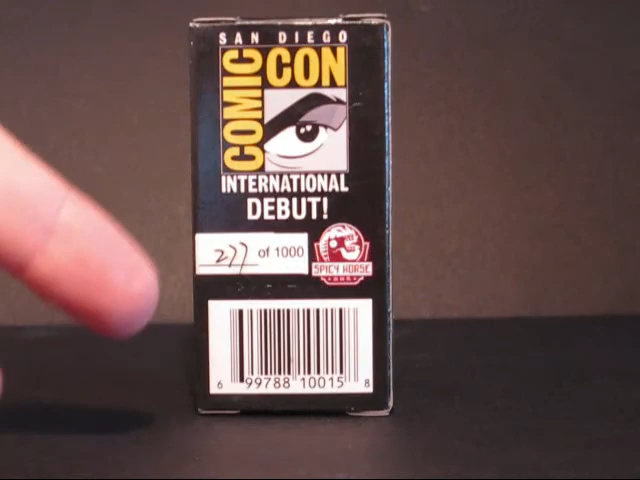 SAN DIEGO
COMIC CON
INTERNATIONAL
DEBUT!
277 of 1000
SPICY HORSE
6 99788 10015 8